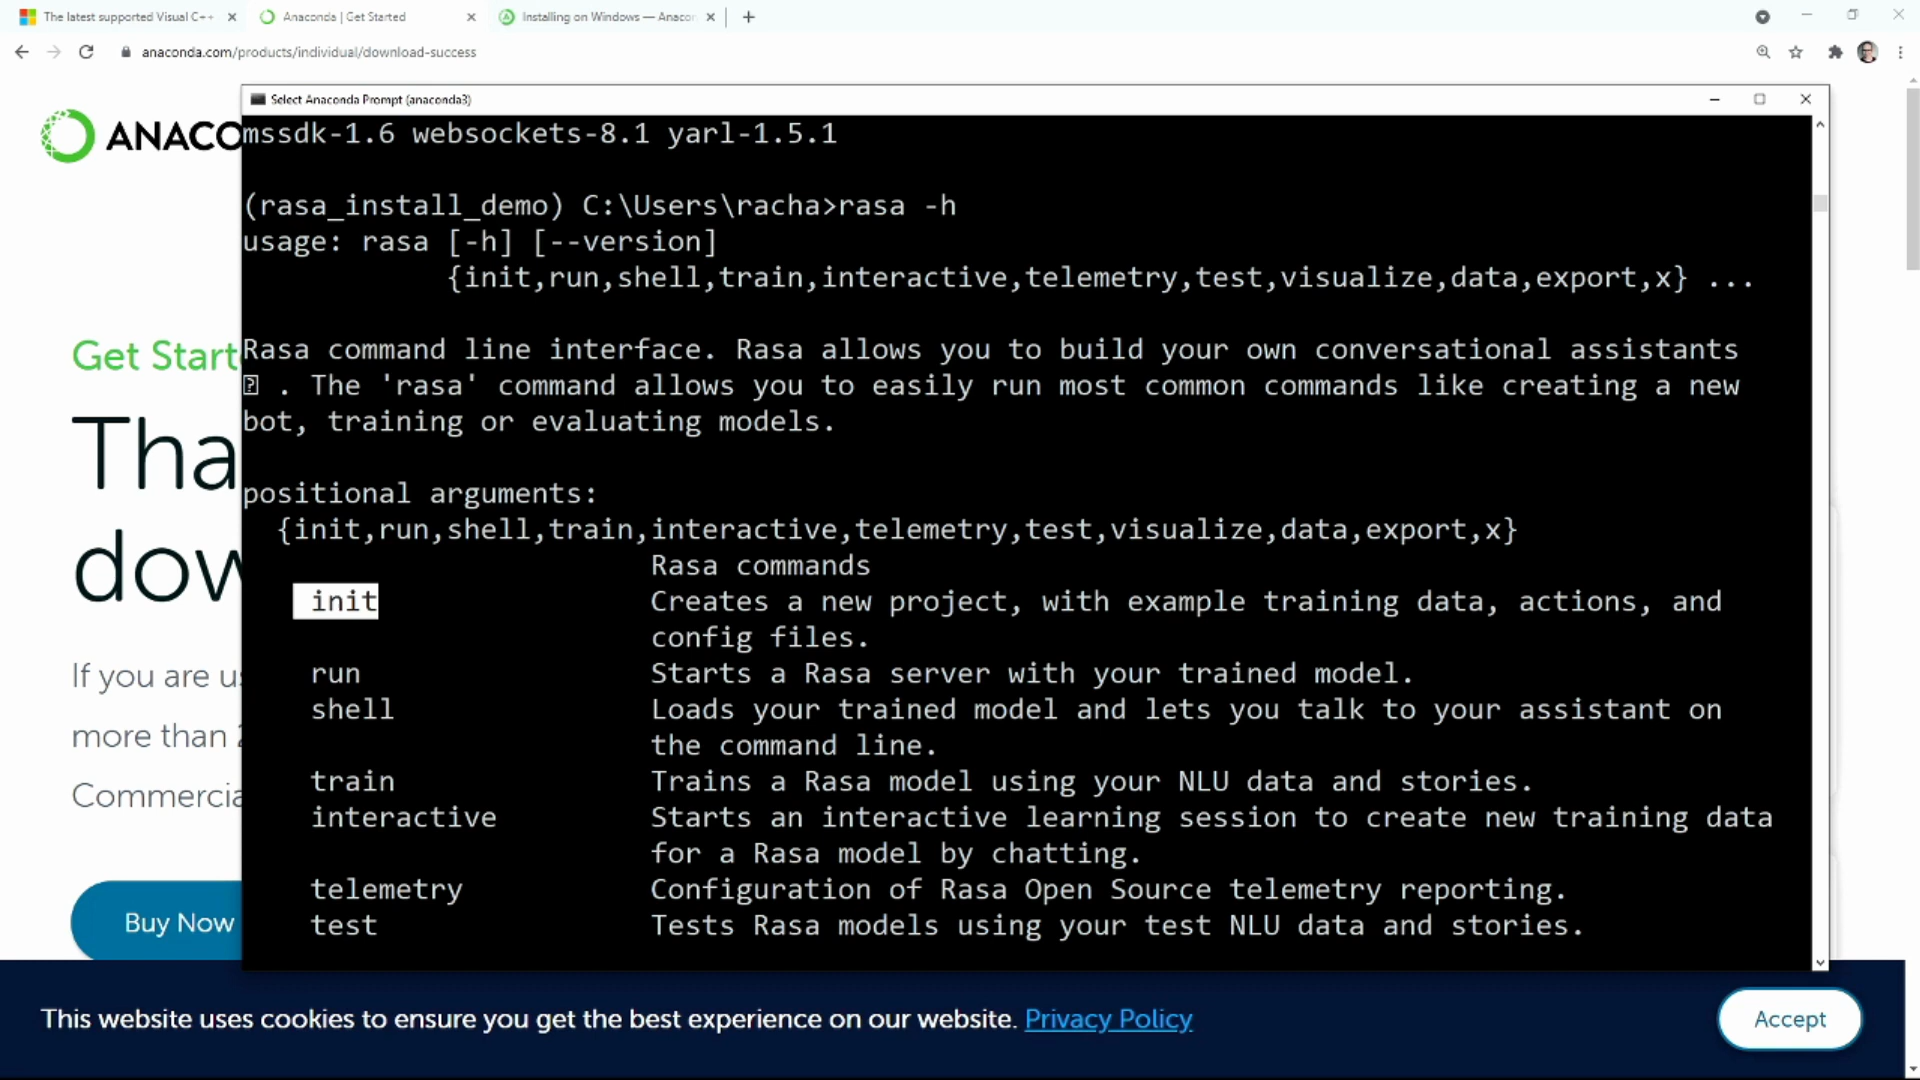 The latest supported Visual C++
Anaconda | Get Started
Installing on Windows — Anacon
anaconda.com/products/individual/download-success
Select Anaconda Prompt (anaconda3)
ANACO
mssdk-1.6 websockets-8.1 yarl-1.5.1
(rasa_install_demo) C:\Users\racha>rasa -h
usage: rasa [-h] [--version]
{init,run,shell,train,interactive,telemetry,test,visualize,data,export,x} ...
Get Start
Rasa command line interface. Rasa allows you to build your own conversational assistants
. The 'rasa' command allows you to easily run most common commands like creating a new
bot, training or evaluating models.
Tha
positional arguments:
{init,run,shell,train,interactive,telemetry,test,visualize,data,export,x}
Rasa commands
dow
init Creates a new project, with example training data, actions, and
config files.
run Starts a Rasa server with your trained model.
If you are us
shell Loads your trained model and lets you talk to your assistant on
the command line.
more than 2
train Trains a Rasa model using your NLU data and stories.
Commercia
interactive Starts an interactive learning session to create new training data
for a Rasa model by chatting.
telemetry Configuration of Rasa Open Source telemetry reporting.
test Tests Rasa models using your test NLU data and stories.
Buy Now
This website uses cookies to ensure you get the best experience on our website. Privacy Policy
Accept